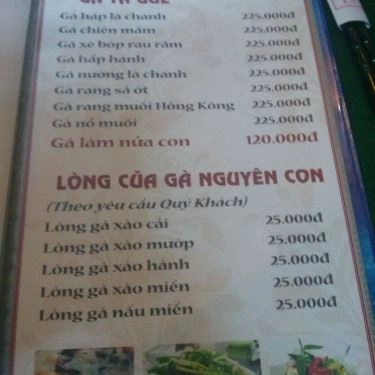 GÀ TA QUÊ
Gà hấp lá chanh 225.000đ
Gà chiên mắm 225.000đ
Gà xé bóp rau răm 225.000đ
Gà hấp hành 225.000đ
Gà nướng lá chanh 225.000đ
Gà rang sả ớt 225.000đ
Gà rang muối Hồng Kông 225.000đ
Gà nổ muối 225.000đ
Gà làm nửa con 120.000đ
LÒNG CỦA GÀ NGUYÊN CON
(Theo yêu cầu Quý Khách)
Lòng gà xào cải 25.000đ
Lòng gà xào mướp 25.000đ
Lòng gà xào hành 25.000đ
Lòng gà xào miến 25.000đ
Lòng gà nấu miến 25.000đ